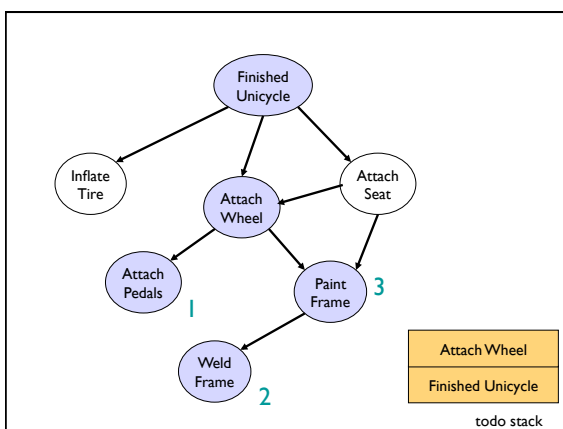 Finished
Unicycle
Inflate
Tire
Attach
Seat
Attach
Wheel
Attach
Pedals
1
Paint
Frame
3
Weld
Frame
2
Attach Wheel
Finished Unicycle
todo stack